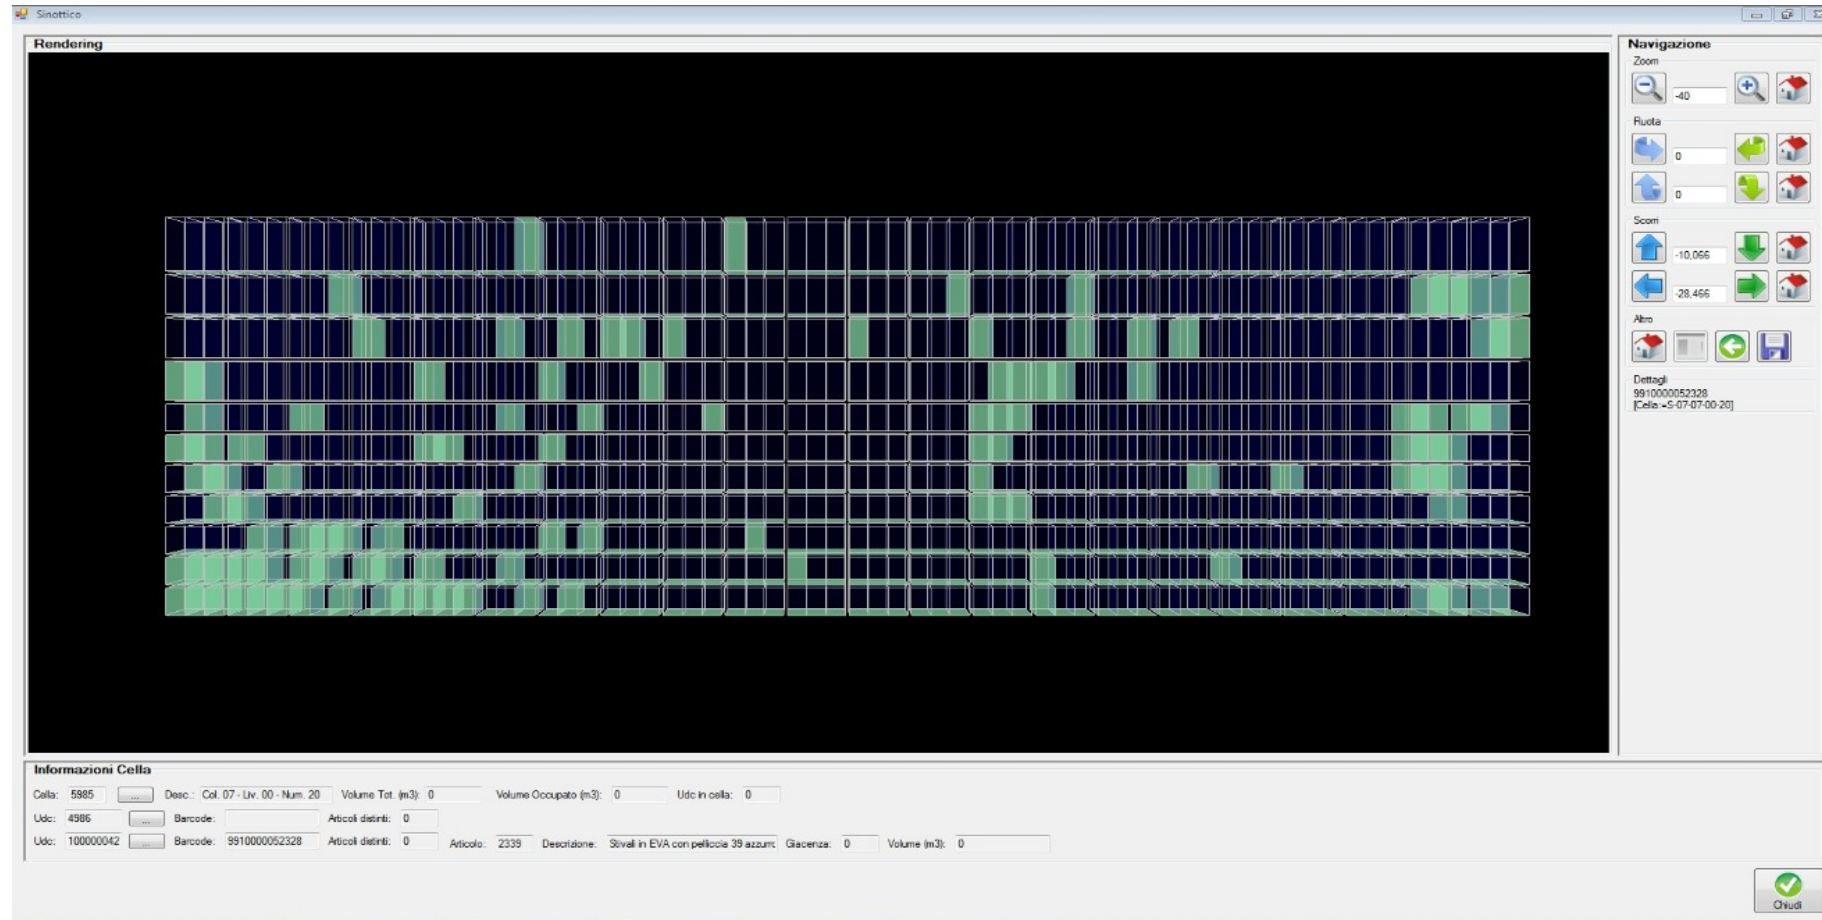 Sinottico
Rendering
Navigazione
Zoom
-40
Ruota
0
0
Scorri
-10,066
-28,466
Altro
Dettagli
9910000052328
[Cella:=S-07-07-00-20]
Informazioni Cella
Cella: 5985 ... Desc.: Col. 07 - Liv. 00 - Num. 20 Volume Tot. (m3): 0 Volume Occupato (m3): 0 Udc in cella: 0
Udc: 4986 ... Barcode: Articoli distinti: 0
Udc: 100000042 ... Barcode: 9910000052328 Articoli distinti: 0 Articolo: 2339 Descrizione: Stivali in EVA con pelliccia 39 Giacenza: 0 Volume (m3): 0
Chiudi